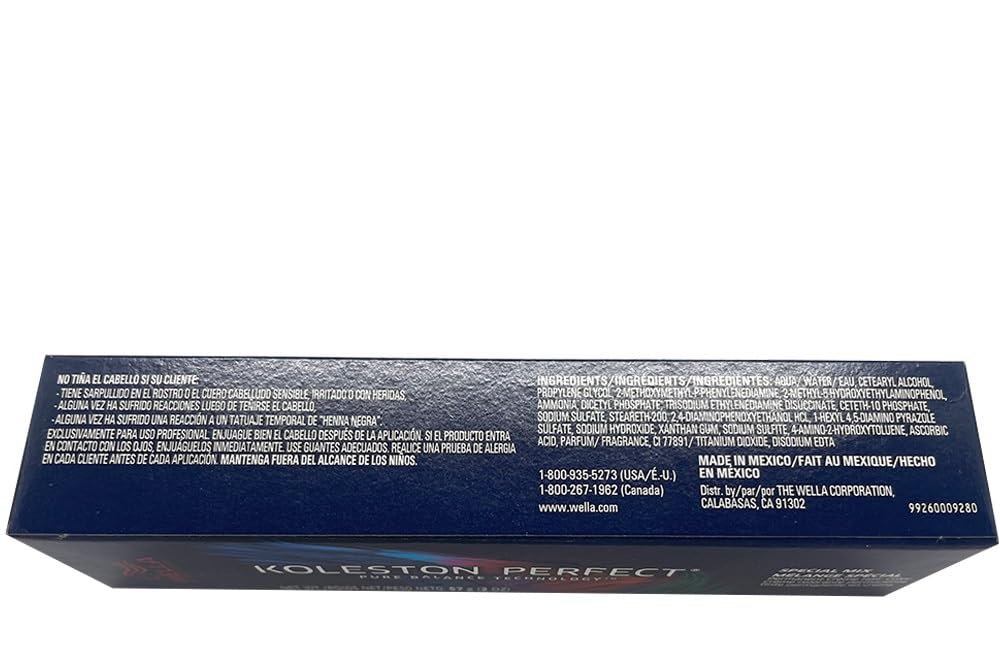 NO TIÑA EL CABELLO SI SU CLIENTE:
- TIENE SARPULLIDO EN EL ROSTRO O EL CUERO CABELLUDO SENSIBLE, IRRITADO O CON HERIDAS.
- ALGUNA VEZ HA SUFRIDO REACCIONES LUEGO DE TEÑIRSE EL CABELLO.
- ALGUNA VEZ HA SUFRIDO UNA REACCIÓN A UN TATUAJE TEMPORAL DE "HENNA NEGRA".
EXCLUSIVAMENTE PARA USO PROFESIONAL. ENJUAGUE BIEN EL CABELLO DESPUÉS DE LA APLICACIÓN. SI EL PRODUCTO ENTRA
EN CONTACTO CON LOS OJOS, ENJUÁGUELOS INMEDIATAMENTE. USE GUANTES ADECUADOS. REALICE UNA PRUEBA DE ALERGIA
EN CADA CLIENTE ANTES DE CADA APLICACIÓN. MANTENGA FUERA DEL ALCANCE DE LOS NIÑOS.
INGREDIENTS/INGRÉDIENTS/INGREDIENTES: AQUA/ WATER/ EAU, CETEARYL ALCOHOL,
PROPYLENE GLYCOL, 2-METHOXYMETHYL-P-PHENYLENEDIAMINE, 2-METHYL-5-HYDROXYETHYLAMINOPHENOL,
AMMONIA, DICETYL PHOSPHATE, TRISODIUM ETHYLENEDIAMINE DISUCCINATE, CETETH-10 PHOSPHATE,
SODIUM SULFATE, STEARETH-200, 2,4-DIAMINOPHENOXYETHANOL HCL, 1-HEXYL 4,5-DIAMINO PYRAZOLE
SULFATE, SODIUM HYDROXIDE, XANTHAN GUM, SODIUM SULFITE, 4-AMINO-2-HYDROXYTOLUENE, ASCORBIC
ACID, PARFUM/ FRAGRANCE, CI 77891/ TITANIUM DIOXIDE, DISODIUM EDTA
1-800-935-5273 (USA/É.-U.)
1-800-267-1962 (Canada)
www.wella.com
MADE IN MEXICO/FAIT AU MEXIQUE/HECHO
EN MÉXICO
Distr. by/par/por THE WELLA CORPORATION,
CALABASAS, CA 91302
99260009280
KOLESTON PERFECT®
PURE BALANCE TECHNOLOGY
NET WT/POIDS NET/PESO NETO 57 g (2 OZ)
SPECIAL MIX
MÉLANGE SPÉCIAL